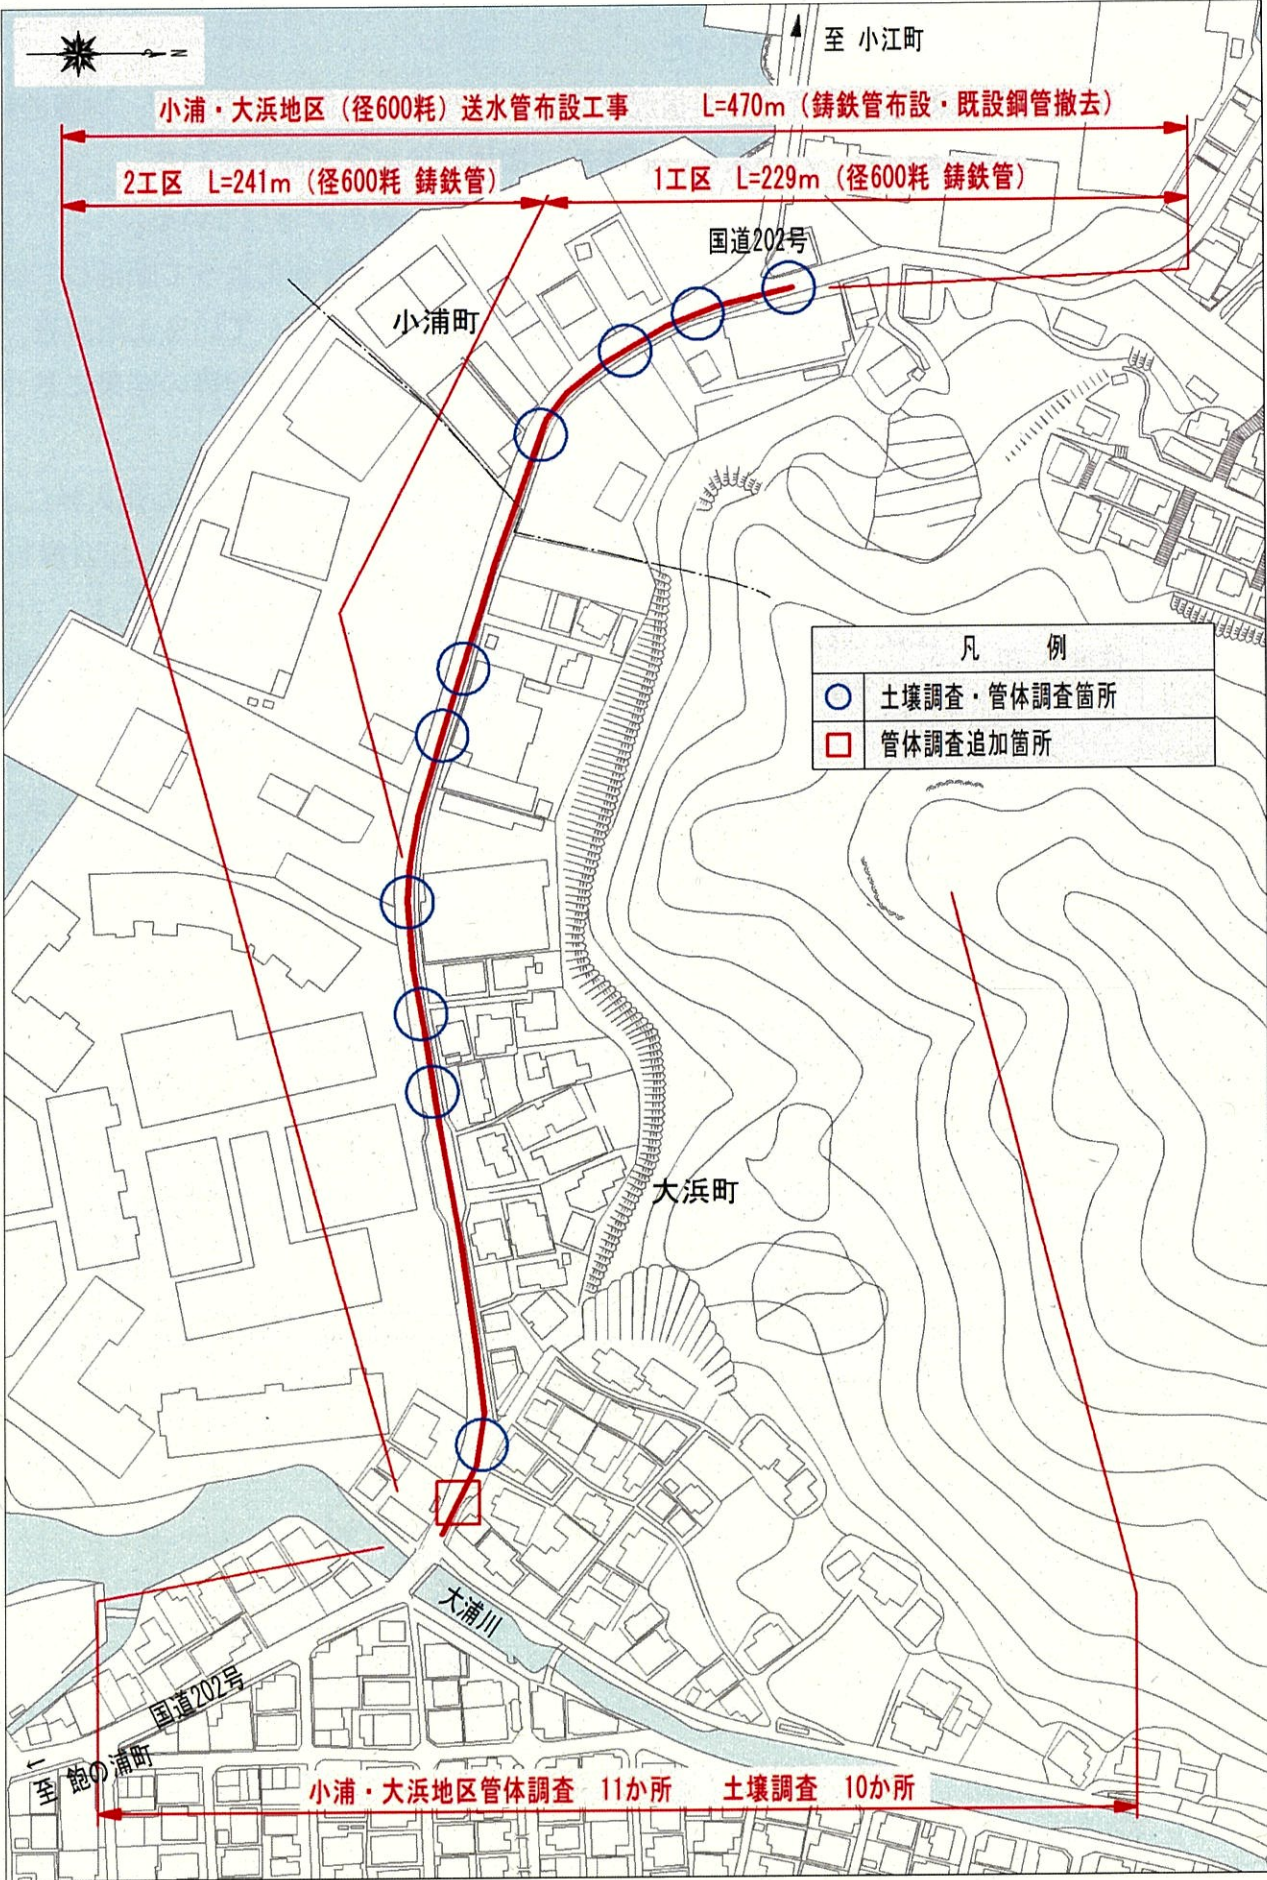 N
至 小江町
小浦・大浜地区（径600粍）送水管布設工事　L=470m（鋳鉄管布設・既設鋼管撤去）
2工区　L=241m（径600粍 鋳鉄管）
1工区　L=229m（径600粍 鋳鉄管）
国道202号
小浦町
凡　例
土壌調査・管体調査箇所
管体調査追加箇所
大浜町
大浦川
国道202号
至 飽の浦町
小浦・大浜地区管体調査　11か所　土壌調査　10か所